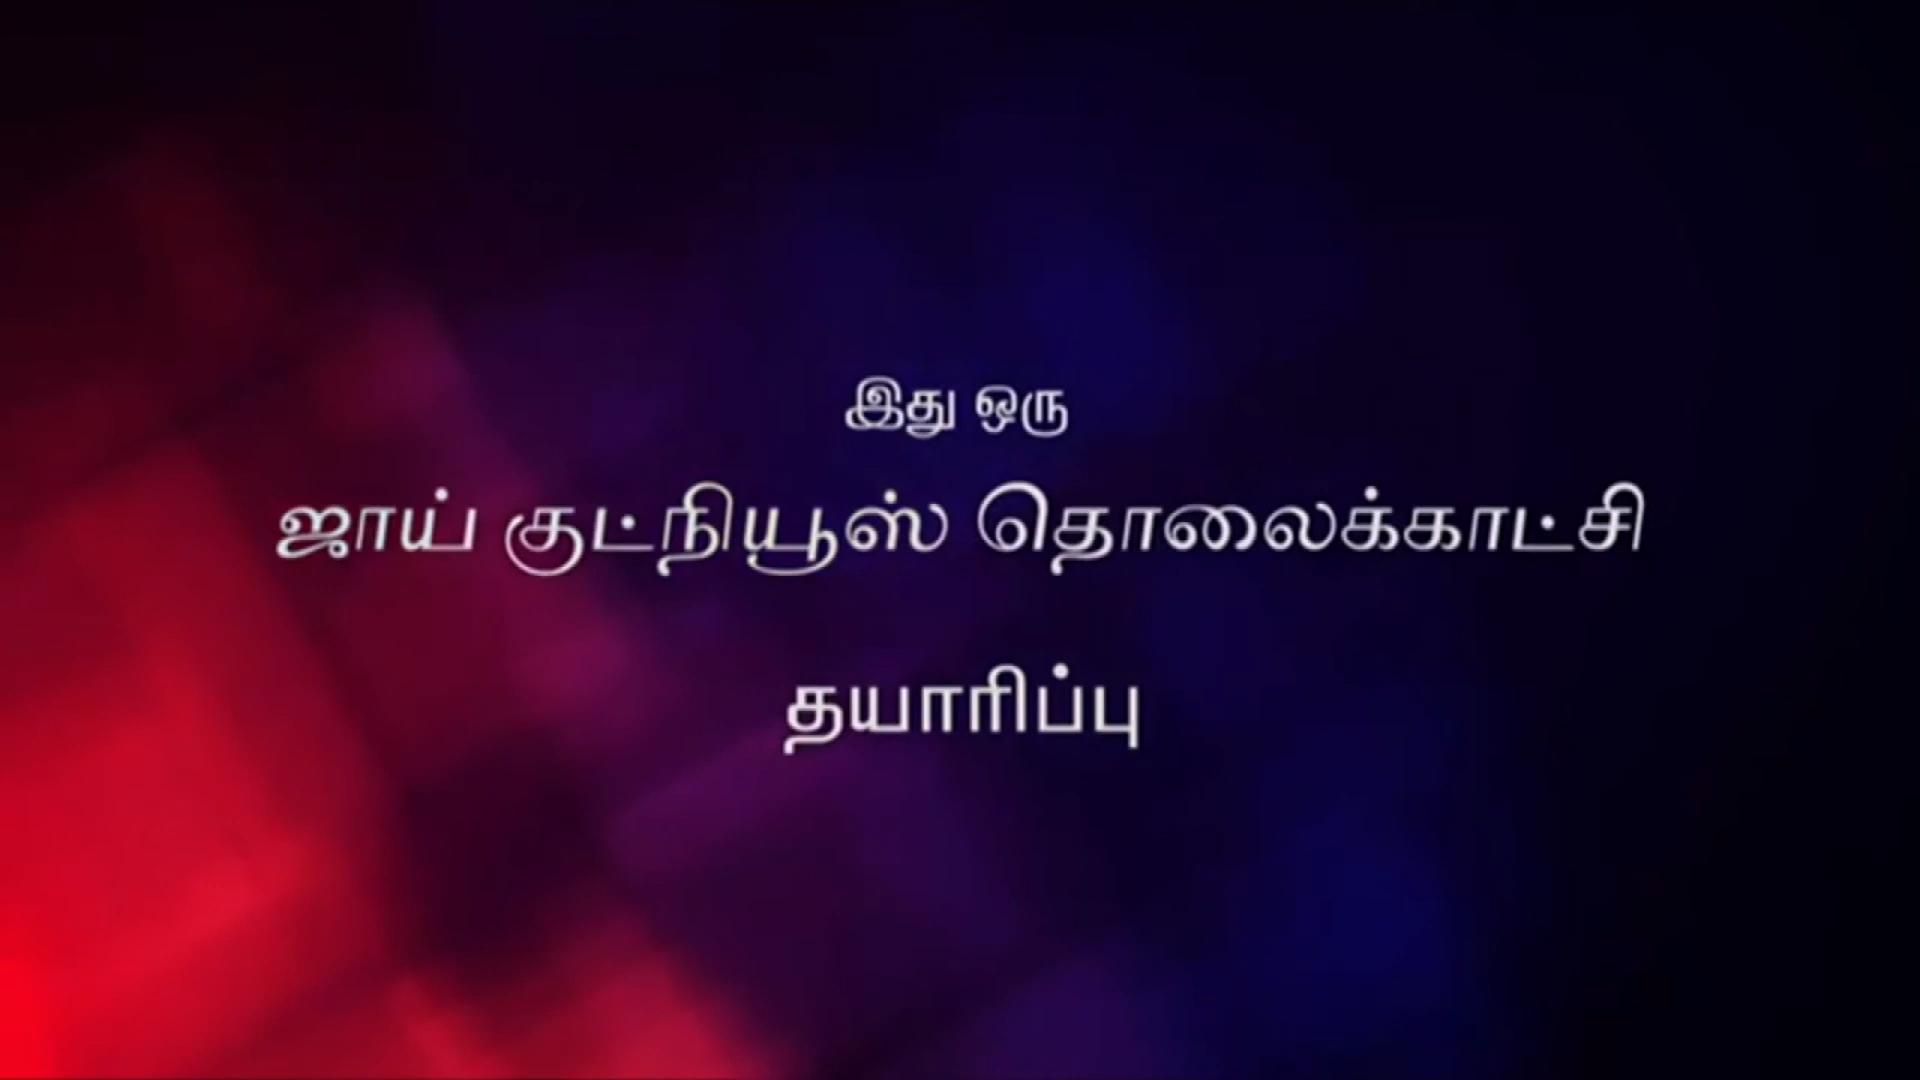 இது ஒரு
ஜாய் குட்நியூஸ் தொலைக்காட்சி
தயாரிப்பு